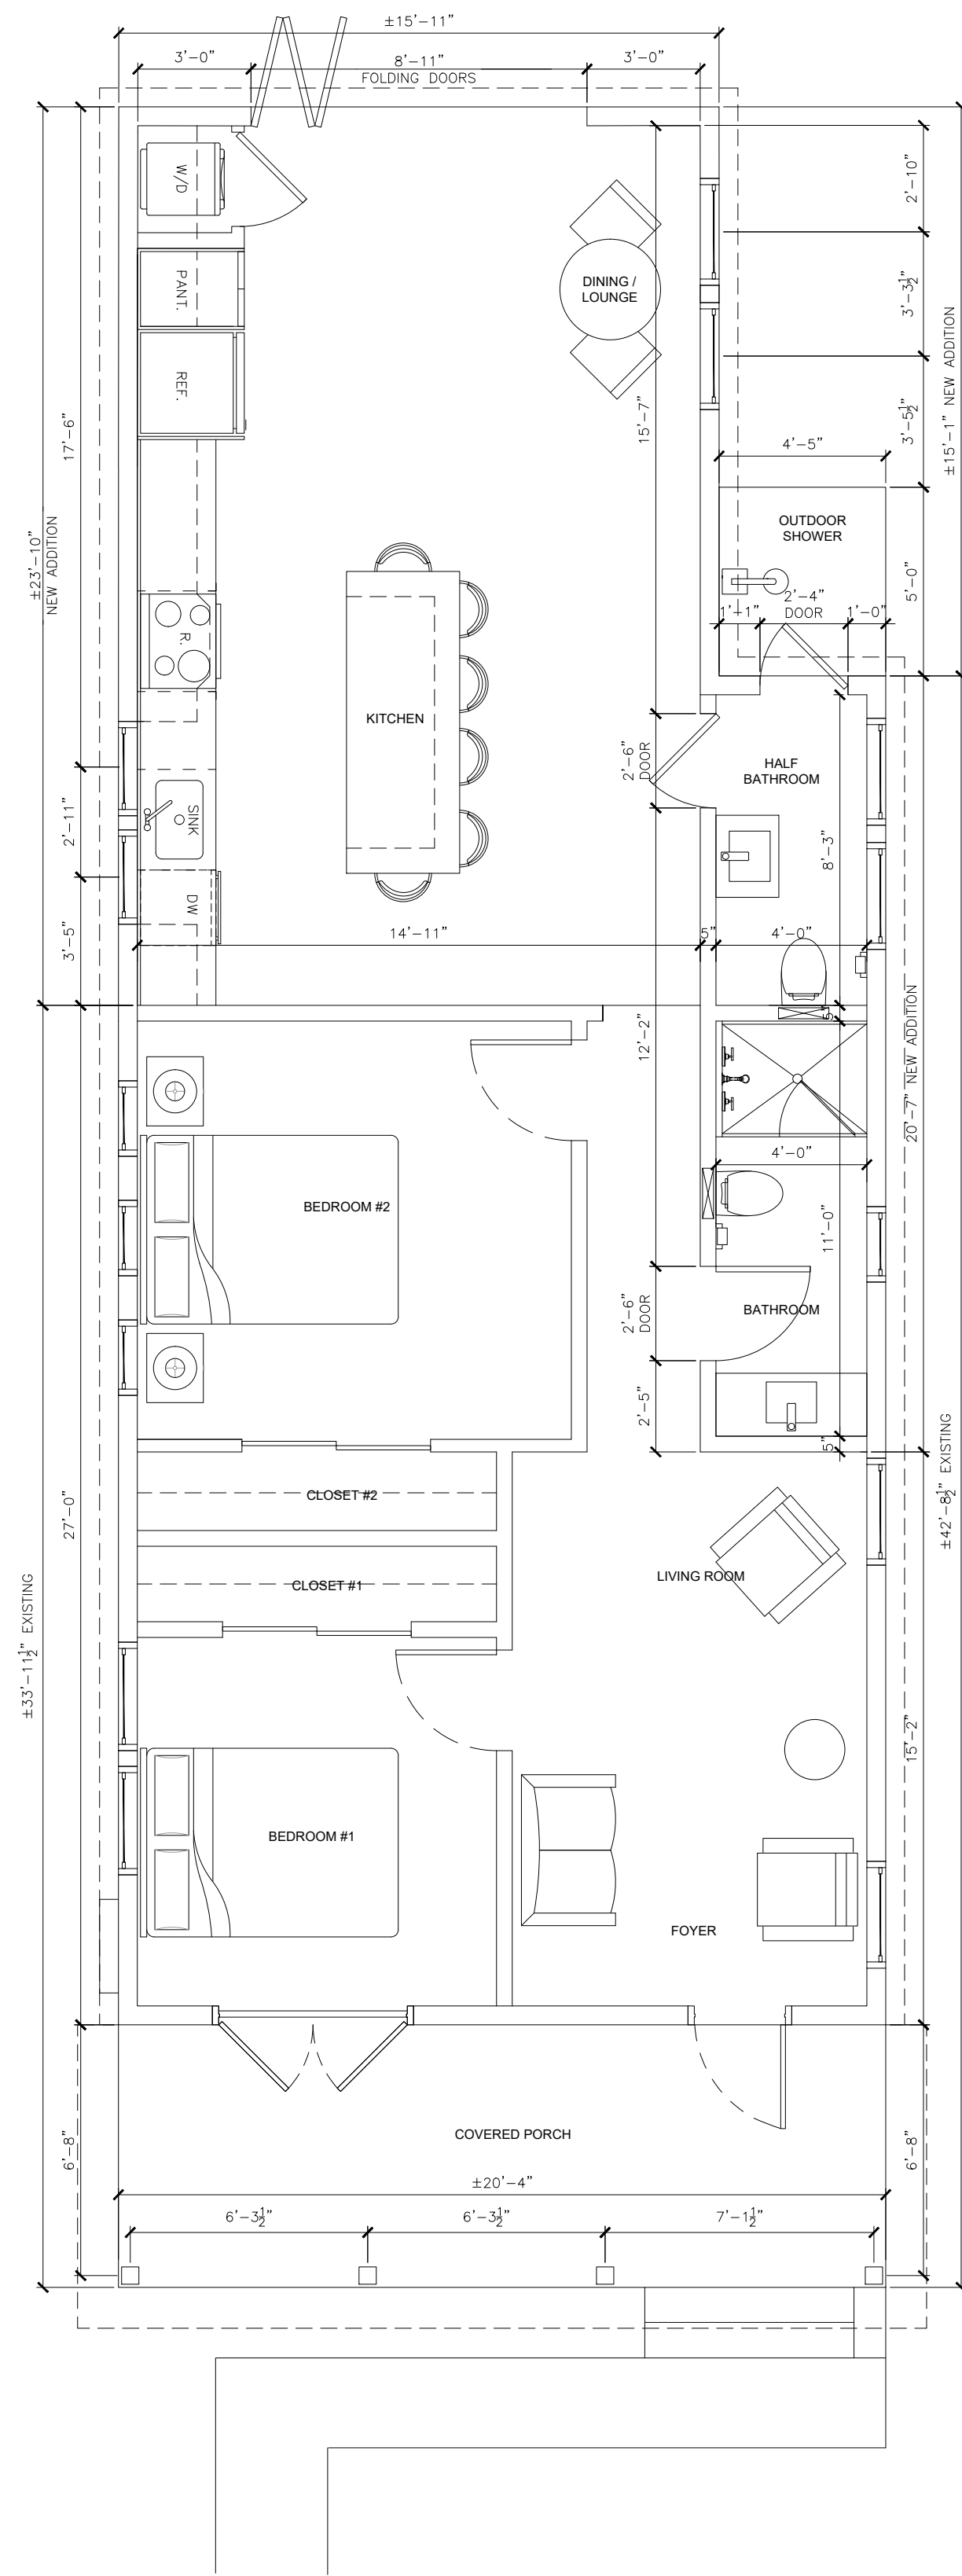 ±15'-11"
3'-0"
8'-11"
FOLDING DOORS
3'-0"
W/D
PANT.
REF.
DINING /
LOUNGE
2'-10"
3'-3½"
3'-5½"
±15'-1" NEW ADDITION
17'-6"
±23'-10"
NEW ADDITION
15'-7"
4'-5"
OUTDOOR
SHOWER
5'-0"
1'-1"
2'-4"
DOOR
1'-0"
R.
KITCHEN
2'-6"
DOOR
HALF
BATHROOM
SINK
2'-11"
8'-3"
DW
3'-5"
14'-11"
5"
4'-0"
5"
12'-2"
20'-7" NEW ADDITION
4'-0"
BEDROOM #2
11'-0"
2'-6"
DOOR
BATHROOM
2'-5"
5"
CLOSET #2
27'-0"
±42'-8½" EXISTING
CLOSET #1
LIVING ROOM
±33'-11½" EXISTING
15'-2"
BEDROOM #1
FOYER
COVERED PORCH
6'-8"
6'-8"
±20'-4"
6'-3½"
6'-3½"
7'-1½"